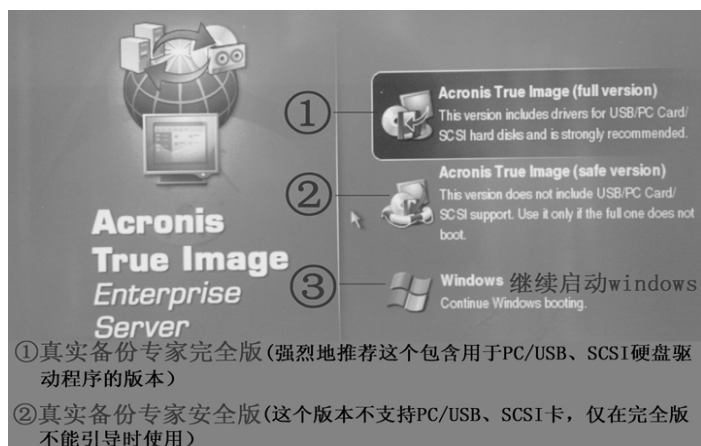 Acronis
True Image
Enterprise
Server
①
Acronis True Image (full version)
This version includes drivers for USB/PC Card/
SCSI hard disks and is strongly recommended.
②
Acronis True Image (safe version)
This version does not include USB/PC Card/
SCSI support. Use it only if the full one does not
boot.
③
Windows 继续启动windows
Continue Windows booting.
①真实备份专家完全版(强烈地推荐这个包含用于PC/USB、SCSI硬盘驱
动程序的版本)
②真实备份专家安全版(这个版本不支持PC/USB、SCSI卡,仅在完全版
不能引导时使用)